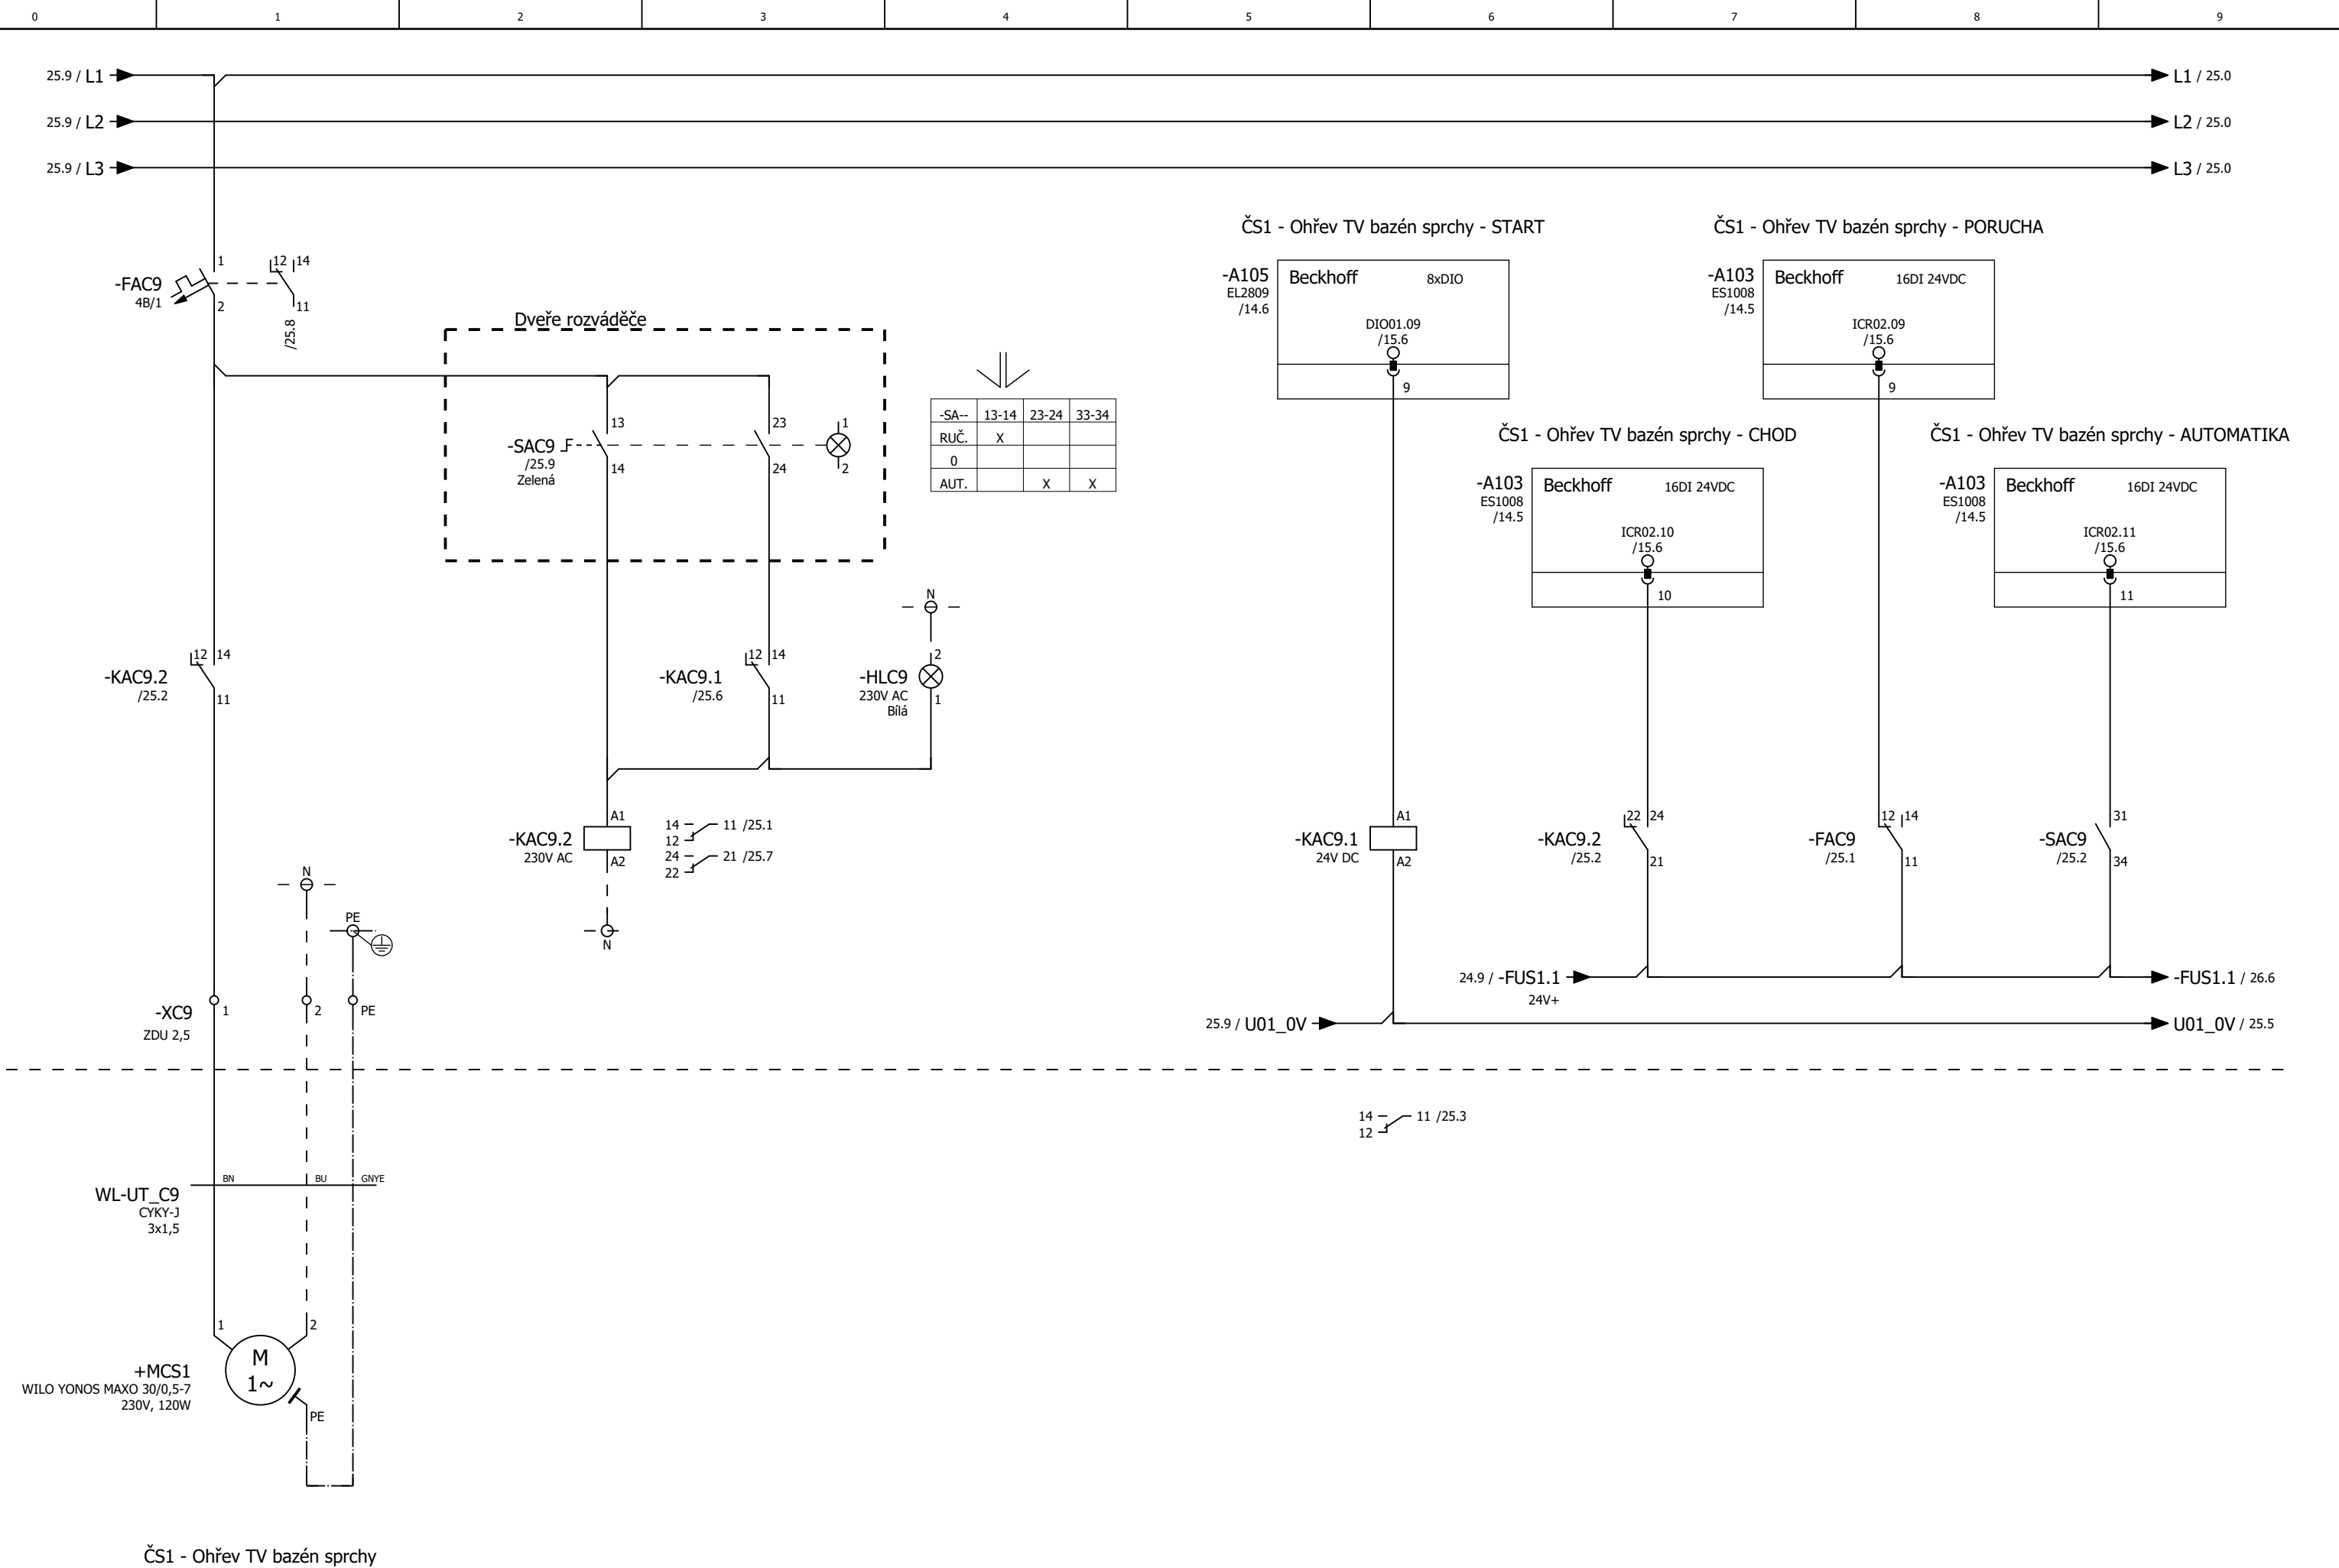 0 1 2 3 4 5 6 7 8 9
25.9 / L1
L1 / 25.0
25.9 / L2
L2 / 25.0
25.9 / L3
L3 / 25.0
ČS1 - Ohřev TV bazén sprchy - START
ČS1 - Ohřev TV bazén sprchy - PORUCHA
1
12 14
-FAC9
4B/1
2
11
/25.8
-A105
EL2809
/14.6
Beckhoff 8xDIO
DIO01.09
/15.6
9
-A103
ES1008
/14.5
Beckhoff 16DI 24VDC
ICR02.09
/15.6
9
Dveře rozváděče
13
23
1
-SAC9
/25.9
Zelená
14
24
2
-SA-- 13-14 23-24 33-34
RUČ. X
0
AUT. X X
ČS1 - Ohřev TV bazén sprchy - CHOD
ČS1 - Ohřev TV bazén sprchy - AUTOMATIKA
-A103
ES1008
/14.5
Beckhoff 16DI 24VDC
ICR02.10
/15.6
10
-A103
ES1008
/14.5
Beckhoff 16DI 24VDC
ICR02.11
/15.6
11
N
12 14
-KAC9.2
/25.2
11
12 14
-KAC9.1
/25.6
11
2
-HLC9
230V AC
Bílá
1
A1
-KAC9.2
230V AC
A2
14
12
11 /25.1
24
22
21 /25.7
N
A1
-KAC9.1
24V DC
A2
22 24
-KAC9.2
/25.2
21
12 14
-FAC9
/25.1
11
31
-SAC9
/25.2
34
N
PE
24.9 / -FUS1.1
24V+
-FUS1.1 / 26.6
-XC9
ZDU 2,5
1
2
PE
25.9 / U01_0V
U01_0V / 25.5
14
12
11 /25.3
BN BU GNYE
WL-UT_C9
CYKY-J
3x1,5
1
2
M
1~
+MCS1
WILO YONOS MAXO 30/0,5-7
230V, 120W
PE
ČS1 - Ohřev TV bazén sprchy